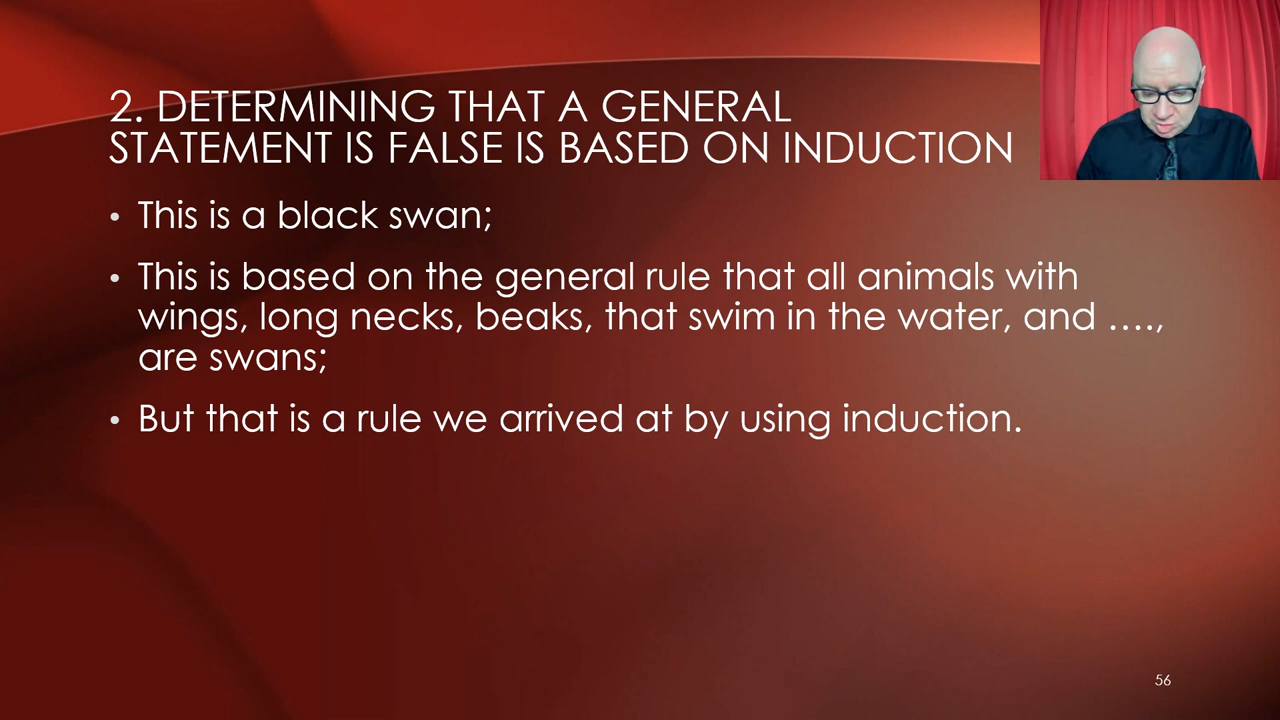 2. DETERMINING THAT A GENERAL
STATEMENT IS FALSE IS BASED ON INDUCTION
• This is a black swan;
• This is based on the general rule that all animals with
wings, long necks, beaks, that swim in the water, and ....,
are swans;
• But that is a rule we arrived at by using induction.
56